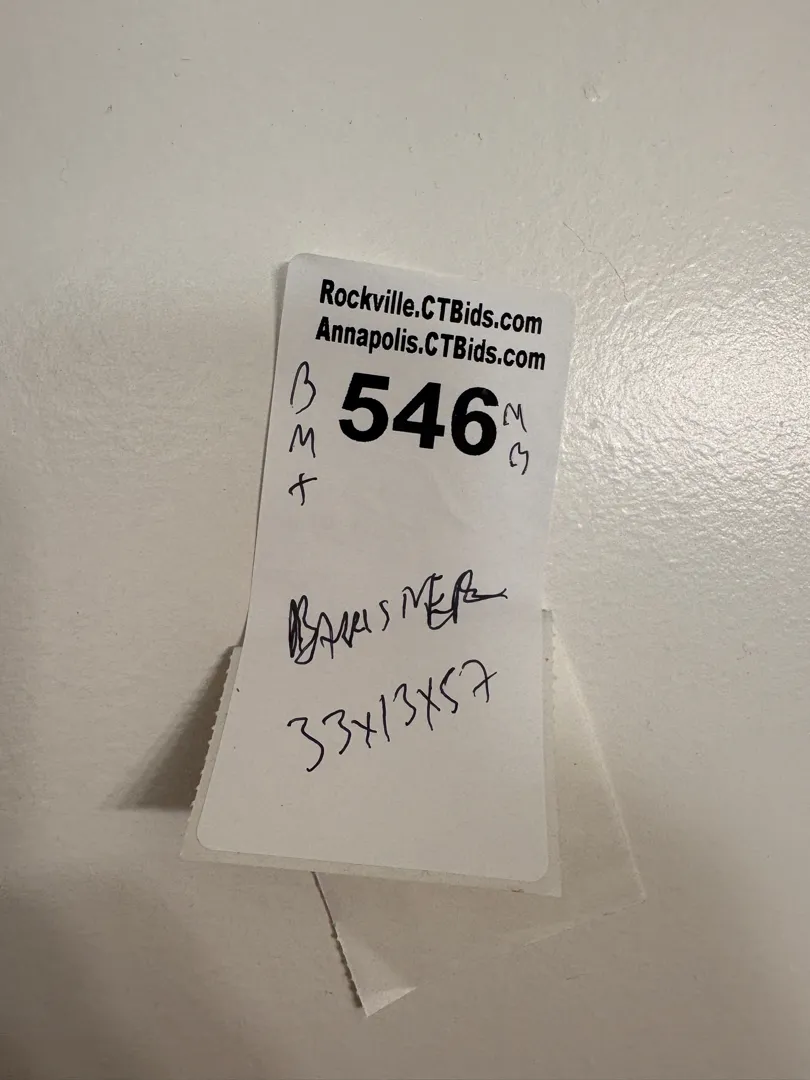 Rockville.CTBids.com
Annapolis.CTBids.com
B
M
T
546
M
B
33x13x57